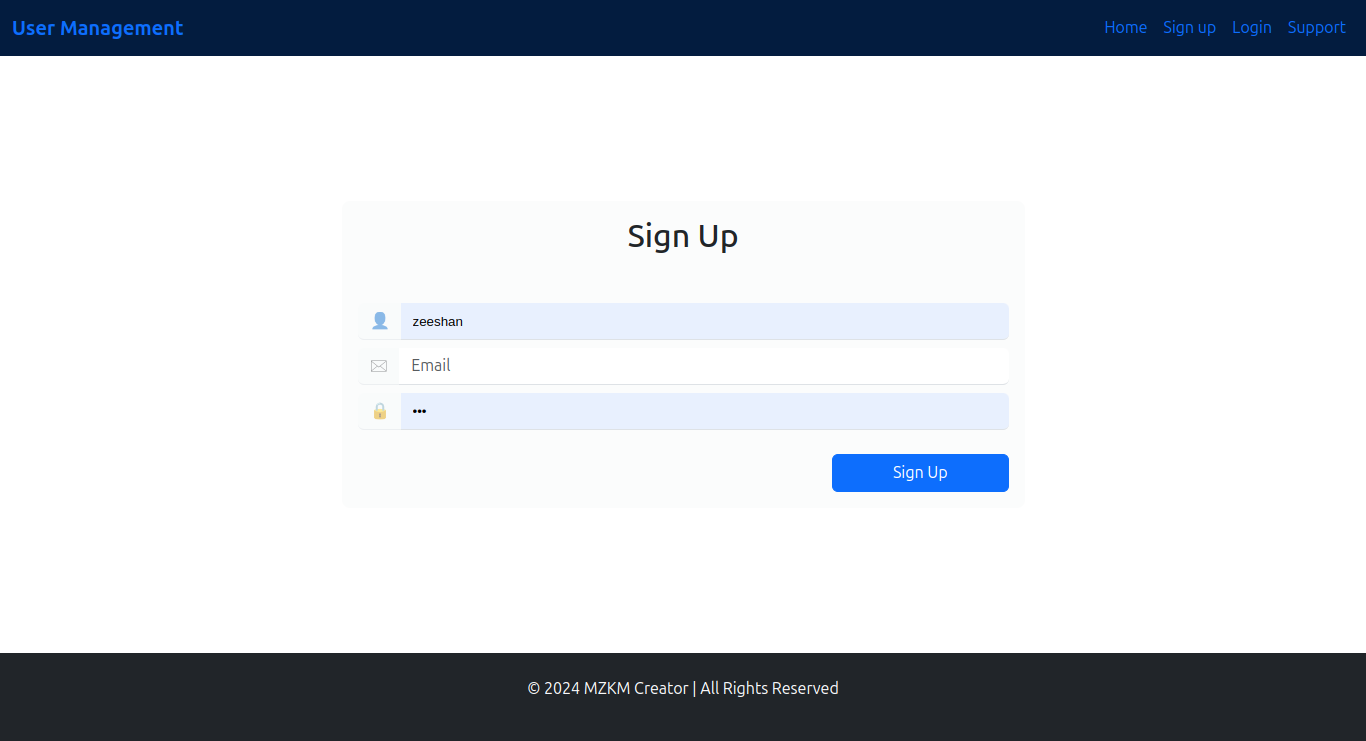 User Management Home Sign up Login Support
Sign Up
zeeshan
Email
•••
Sign Up
© 2024 MZKM Creator | All Rights Reserved